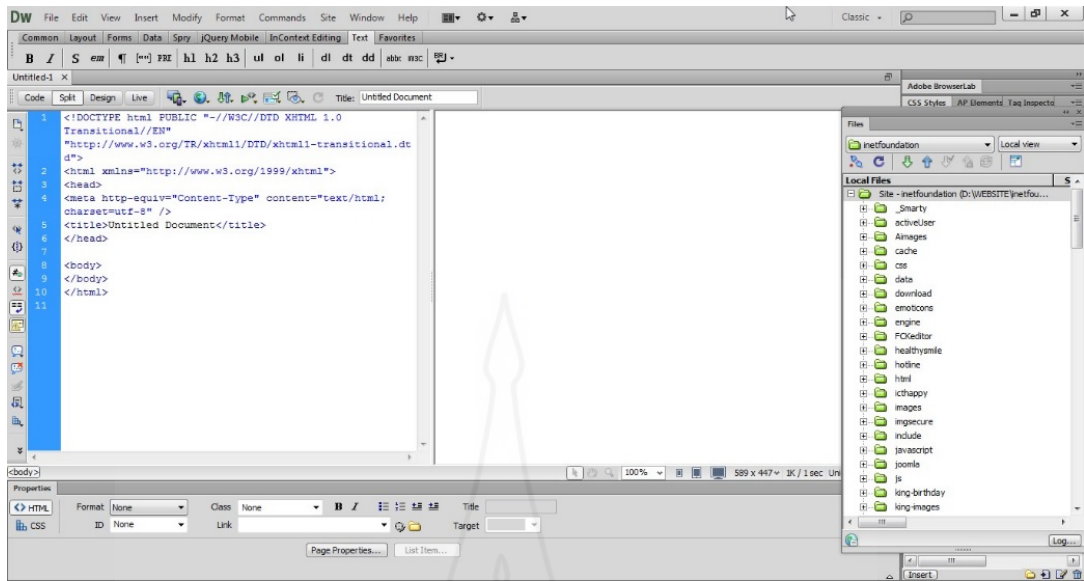 DW File Edit View Insert Modify Format Commands Site Window Help Classic
Common Layout Forms Data Spry jQuery Mobile InContext Editing Text Favorites
B I S em ¶ [""] PRE h1 h2 h3 ul ol li dl dt dd abbr. W3C BRJ
Untitled-1 ×
Code Split Design Live Title: Untitled Document
1 <!DOCTYPE html PUBLIC "-//W3C//DTD XHTML 1.0
Transitional//EN"
"http://www.w3.org/TR/xhtml1/DTD/xhtml1-transitional.dt
d">
2 <html xmlns="http://www.w3.org/1999/xhtml">
3 <head>
4 <meta http-equiv="Content-Type" content="text/html;
charset=utf-8" />
5 <title>Untitled Document</title>
6 </head>
7
8 <body>
9 </body>
10 </html>
11
<body> 100% 589 x 447 1K / 1 sec Uni
Properties
<> HTML Format None Class None B I Title
CSS ID None Link Target
Page Properties... List Item...
Adobe BrowserLab
CSS Styles AP Elements Tag Inspecto
Files
inetfoundation Local view
Local Files S
Site - inetfoundation (D:\WEBSITE\inetfou...
_Smarty
activeUser
Aimages
cache
css
data
download
emoticons
engine
FCKeditor
healthysmile
hotline
html
icthappy
images
imgsecure
include
javascript
joomla
js
king-birthday
king-images
Log...
Insert